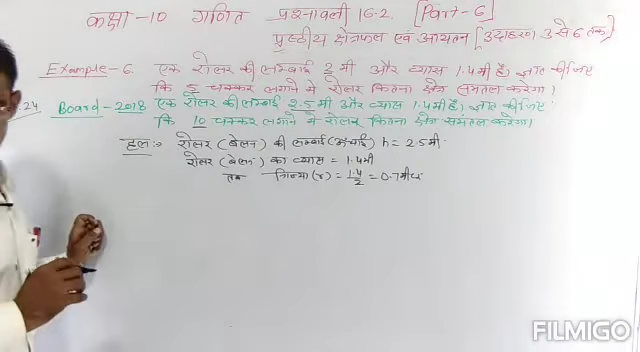 कक्षा-10 गणित प्रश्नावली 16.2 [Part-6]
पृष्ठीय क्षेत्रफल एवं आयतन [उदाहरण 3 से 6 तक]
Example-6. एक रोलर की लम्बाई 2 मी और व्यास 1.4 मी है। ज्ञात कीजिए
कि 5 चक्कर लगाने में रोलर कितना क्षेत्र समतल करेगा।
24 Board-2018 एक रोलर की लम्बाई 2.5 मी और व्यास 1.4 मी है। ज्ञात कीजिए
कि 10 चक्कर लगाने में रोलर कितना क्षेत्र समतल करेगा।
हल:- रोलर (बेलन) की लम्बाई (ऊंचाई) h = 2.5 मी
रोलर (बेलन) का व्यास = 1.4 मी
तब त्रिज्या (r) = 1.4/2 = 0.7 मीटर
FILMIGO